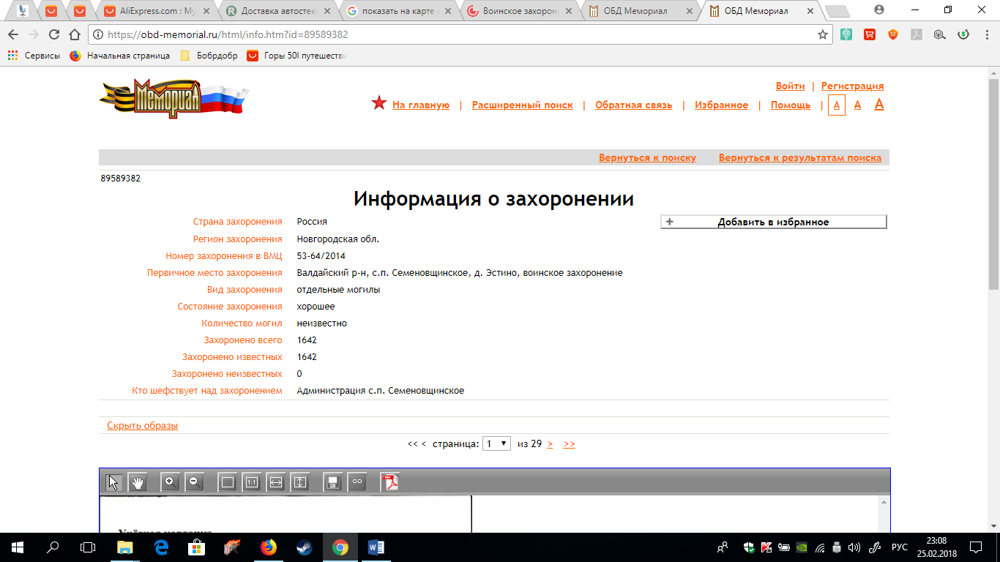 AliExpress.com : My
Доставка автостек
показать на карте
Воинское захорон
ОБД Мемориал
ОБД Мемориал
https://obd-memorial.ru/html/info.htm?id=89589382
Сервисы
Начальная страница
Бобрдобр
Горы 50l путешестви
Мемориал
Войти | Регистрация
На главную | Расширенный поиск | Обратная связь | Избранное | Помощь | А А А
Вернуться к поиску Вернуться к результатам поиска
89589382
Информация о захоронении
Страна захоронения Россия
+ Добавить в избранное
Регион захоронения Новгородская обл.
Номер захоронения в ВМЦ 53-64/2014
Первичное место захоронения Валдайский р-н, с.п. Семеновщинское, д. Эстино, воинское захоронение
Вид захоронения отдельные могилы
Состояние захоронения хорошее
Количество могил неизвестно
Захоронено всего 1642
Захоронено известных 1642
Захоронено неизвестных 0
Кто шефствует над захоронением Администрация с.п. Семеновщинское
Скрыть образы
<< < страница: 1 из 29 > >>
1:1
PDF
РУС
23:08
25.02.2018